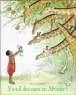 Y a-t-il des ours en Afrique ?